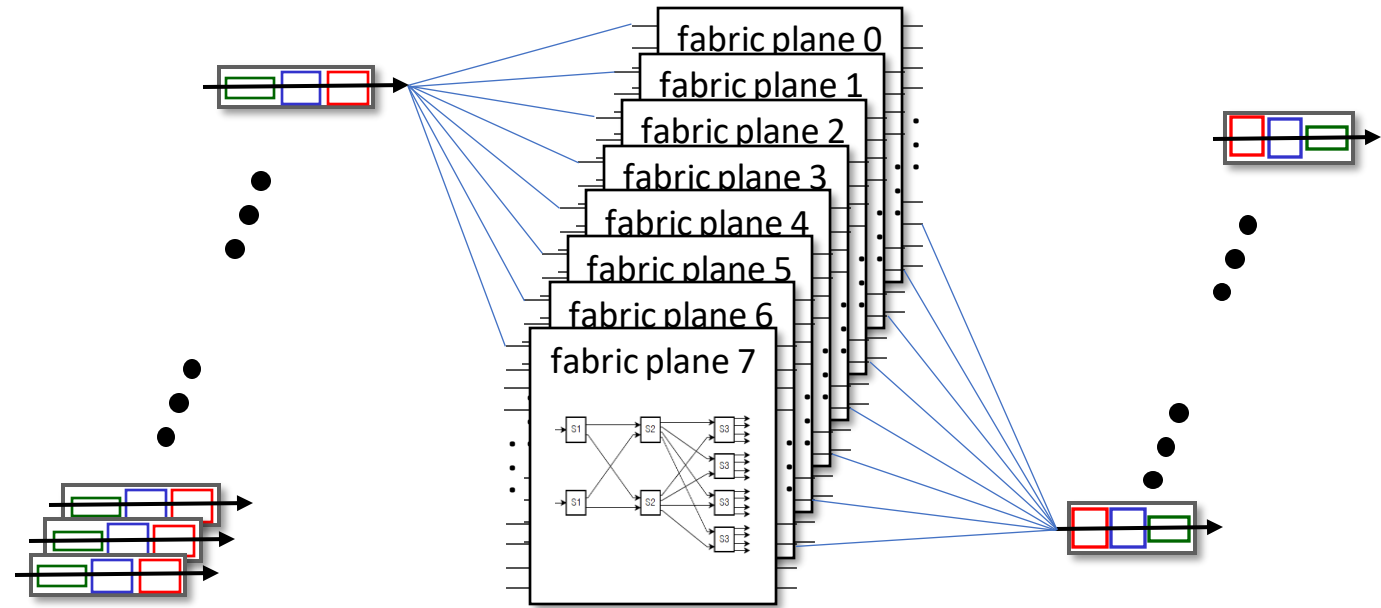 fabric plane 0
fabric plane 1
fabric plane 2
fabric plane 3
fabric plane 4
fabric plane 5
fabric plane 6
fabric plane 7
S1 S2 S3
S3
S1 S2 S3
S3